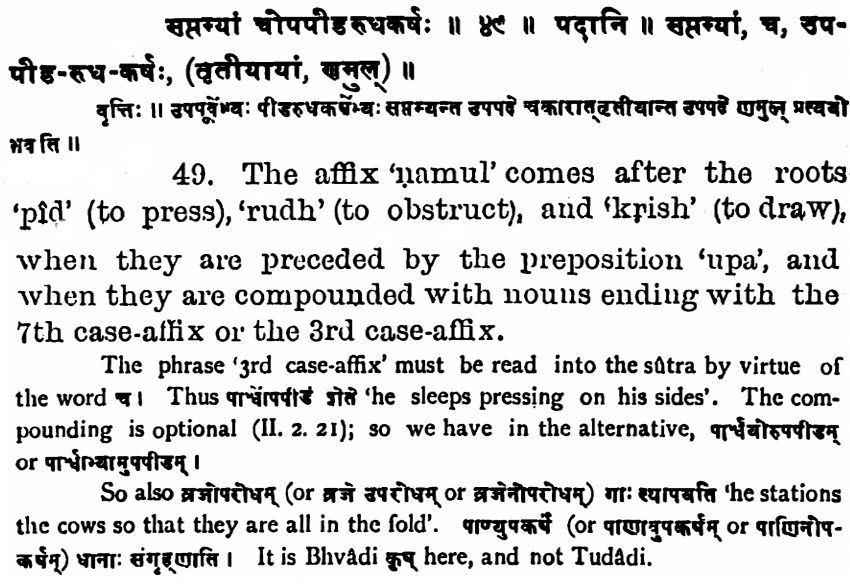 सप्तम्यां चोपपीडरुधकर्षः ॥ ४९ ॥ पदानि ॥ सप्तम्यां, च, उप-
पीड-रुध-कर्षः, (तृतीयायां, णमुल्) ॥
वृत्तिः ॥ उपपूर्वेभ्यः पीडरुधकर्षेभ्यः सप्तम्यन्त उपपदे चकारात्तृतीयान्त उपपदे णमुल् प्रत्ययो
भवति ॥
49. The affix 'ṇamul' comes after the roots
'pîḍ' (to press), 'rudh' (to obstruct), and 'kṛish' (to draw),
when they are preceded by the preposition 'upa', and
when they are compounded with nouns ending with the
7th case-affix or the 3rd case-affix.
The phrase '3rd case-affix' must be read into the sûtra by virtue of
the word च। Thus पार्श्वोपपीडं शेते 'he sleeps pressing on his sides'. The com-
pounding is optional (II. 2. 21); so we have in the alternative, पार्श्वयोरुपपीडम्
or पार्श्वाभ्यामुपपीडम्।
So also व्रजोपरोधम् (or व्रजे उपरोधम् or व्रजेनोपरोधम्) गाः स्थापयति 'he stations
the cows so that they are all in the fold'. पाण्युपकर्षे (or पाणावुपकर्षम् or पाणिनोप-
कर्षम्) धानाः संगृह्णाति। It is Bhvâdi कृष् here, and not Tudâdi.